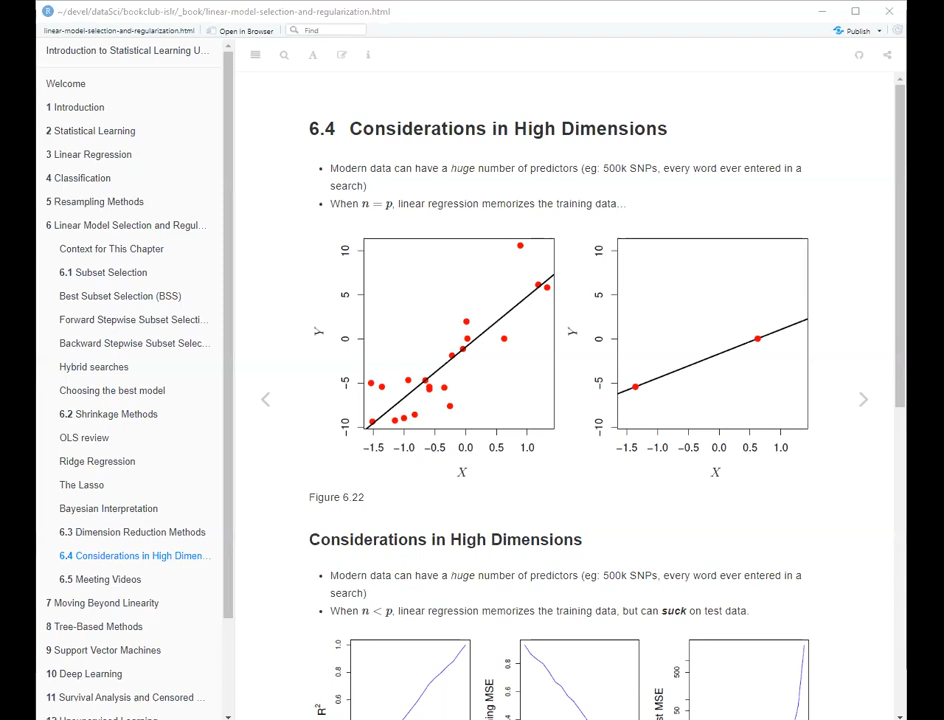 ~/devel/dataSci/bookclub-islr/_book/linear-model-selection-and-regularization.html
linear-model-selection-and-regularization.html
Open in Browser
Find
Publish
Introduction to Statistical Learning U...
Welcome
1 Introduction
2 Statistical Learning
3 Linear Regression
4 Classification
5 Resampling Methods
6 Linear Model Selection and Regul...
Context for This Chapter
6.1 Subset Selection
Best Subset Selection (BSS)
Forward Stepwise Subset Selecti...
Backward Stepwise Subset Selec...
Hybrid searches
Choosing the best model
6.2 Shrinkage Methods
OLS review
Ridge Regression
The Lasso
Bayesian Interpretation
6.3 Dimension Reduction Methods
6.4 Considerations in High Dimen...
6.5 Meeting Videos
7 Moving Beyond Linearity
8 Tree-Based Methods
9 Support Vector Machines
10 Deep Learning
11 Survival Analysis and Censored ...
6.4 Considerations in High Dimensions
• Modern data can have a huge number of predictors (eg: 500k SNPs, every word ever entered in a
search)
• When n = p, linear regression memorizes the training data…
10
5
0
−5
−10
Y
−1.5 −1.0 −0.5 0.0 0.5 1.0
X
10
5
0
−5
−10
Y
−1.5 −1.0 −0.5 0.0 0.5 1.0
X
Figure 6.22
Considerations in High Dimensions
• Modern data can have a huge number of predictors (eg: 500k SNPs, every word ever entered in a
search)
• When n < p, linear regression memorizes the training data, but can suck on test data.
1.0
0.8
0.6
R²
0.8
0.6
0.4
MSE
500
50
MSE